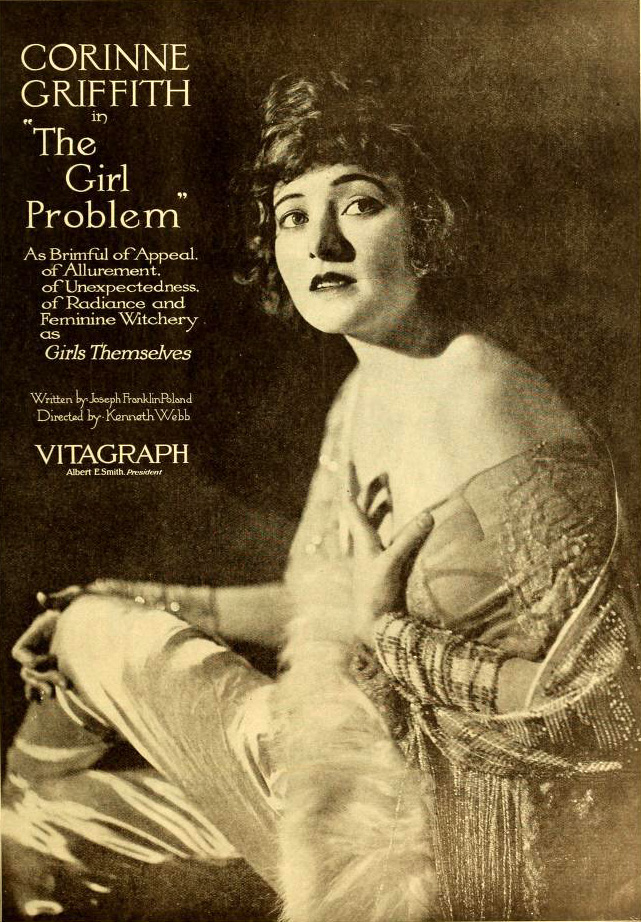 CORINNE
GRIFFITH
in
"The
Girl
Problem"
As Brimful of Appeal,
of Allurement,
of Unexpectedness,
of Radiance and
Feminine Witchery
as
Girls Themselves
Written by Joseph Franklin Poland
Directed by Kenneth Webb
VITAGRAPH
Albert E. Smith, President